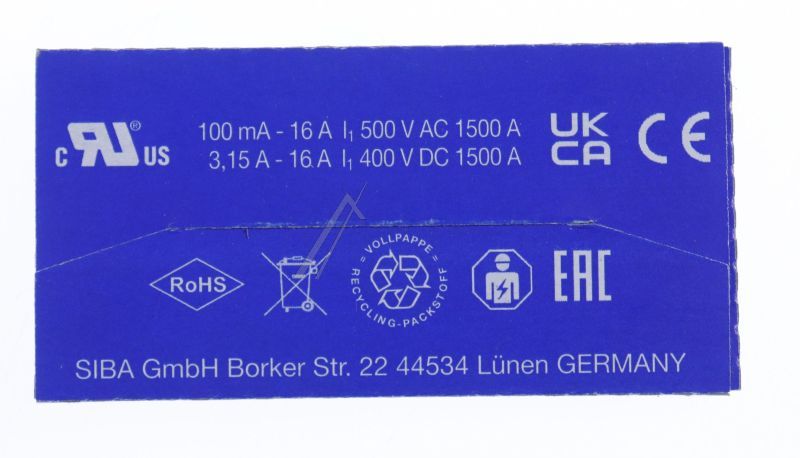 c RU ® US
100 mA - 16 A I₁ 500 V AC 1500 A
3,15 A - 16 A I₁ 400 V DC 1500 A
UK
CA
CE
RoHS
VOLLPAPPE
RECYCLING-PACKSTOFF
EAC
SIBA GmbH Borker Str. 22 44534 Lünen GERMANY